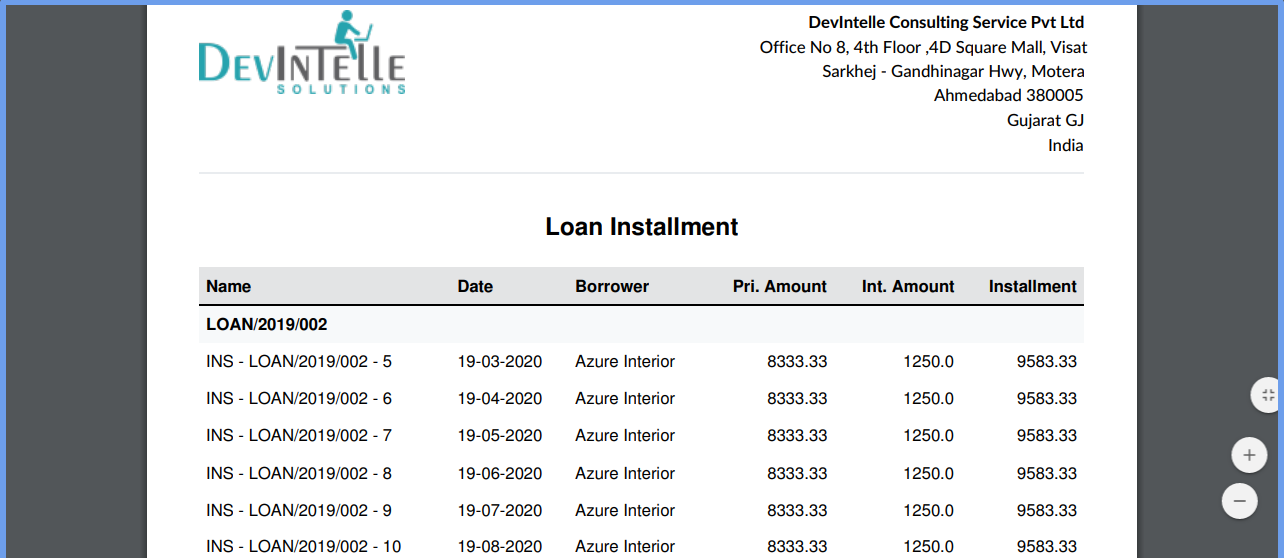 DEVINTELLE
SOLUTIONS
DevIntelle Consulting Service Pvt Ltd
Office No 8, 4th Floor ,4D Square Mall, Visat
Sarkhej - Gandhinagar Hwy, Motera
Ahmedabad 380005
Gujarat GJ
India
Loan Installment
Name Date Borrower Pri. Amount Int. Amount Installment
LOAN/2019/002
INS - LOAN/2019/002 - 5 19-03-2020 Azure Interior 8333.33 1250.0 9583.33
INS - LOAN/2019/002 - 6 19-04-2020 Azure Interior 8333.33 1250.0 9583.33
INS - LOAN/2019/002 - 7 19-05-2020 Azure Interior 8333.33 1250.0 9583.33
INS - LOAN/2019/002 - 8 19-06-2020 Azure Interior 8333.33 1250.0 9583.33
INS - LOAN/2019/002 - 9 19-07-2020 Azure Interior 8333.33 1250.0 9583.33
INS - LOAN/2019/002 - 10 19-08-2020 Azure Interior 8333.33 1250.0 9583.33